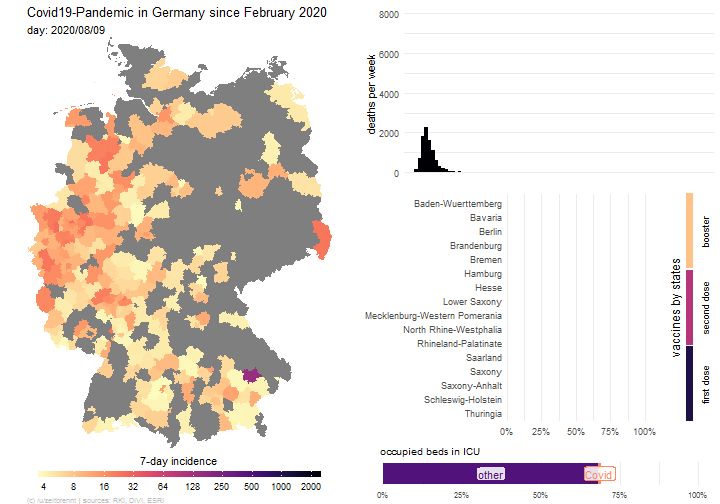 Covid19-Pandemic in Germany since February 2020
day: 2020/08/09
7-day incidence
4 8 16 32 64 125 250 500 1000 2000
(c) /u/zeitbrennt | sources: RKI, DIVI, ESRI
deaths per week
8000
6000
4000
2000
0
Baden-Wuerttemberg
Bavaria
Berlin
Brandenburg
Bremen
Hamburg
Hesse
Lower Saxony
Mecklenburg-Western Pomerania
North Rhine-Westphalia
Rhineland-Palatinate
Saarland
Saxony
Saxony-Anhalt
Schleswig-Holstein
Thuringia
0% 25% 50% 75% 100%
vaccines by states
booster
second dose
first dose
occupied beds in ICU
other Covid
0% 25% 50% 75% 100%